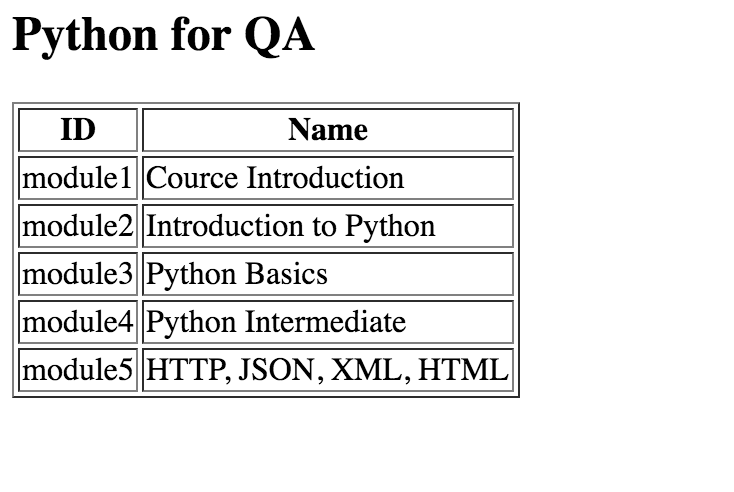 Python for QA
ID Name
module1 Cource Introduction
module2 Introduction to Python
module3 Python Basics
module4 Python Intermediate
module5 HTTP, JSON, XML, HTML